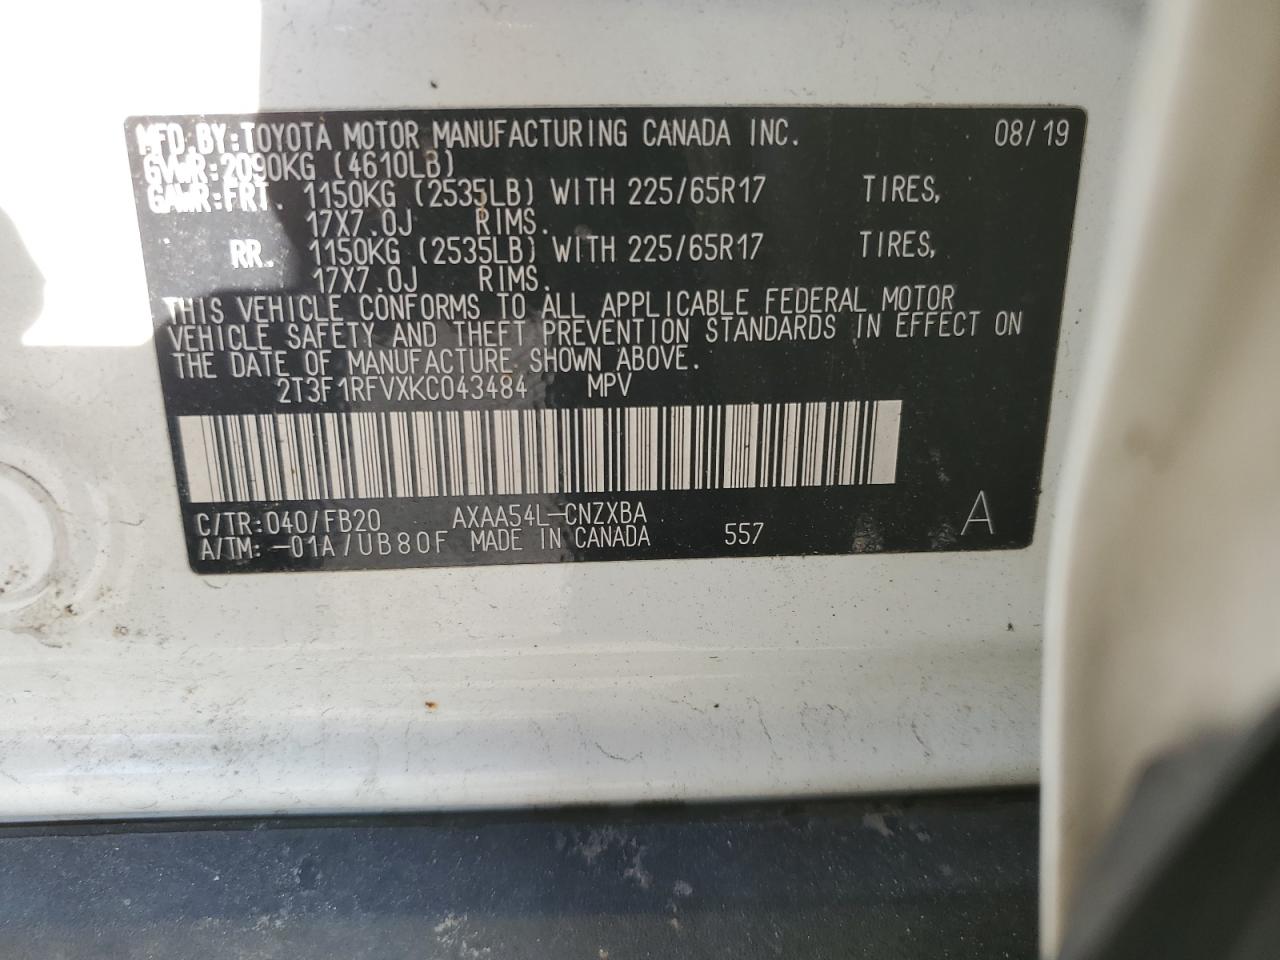 MFD.BY:TOYOTA MOTOR MANUFACTURING CANADA INC. 08/19
GVWR:2090KG (4610LB)
GAWR:FRT. 1150KG (2535LB) WITH 225/65R17 TIRES,
17X7.0J RIMS.
RR. 1150KG (2535LB) WITH 225/65R17 TIRES,
17X7.0J RIMS.
THIS VEHICLE CONFORMS TO ALL APPLICABLE FEDERAL MOTOR
VEHICLE SAFETY AND THEFT PREVENTION STANDARDS IN EFFECT ON
THE DATE OF MANUFACTURE SHOWN ABOVE.
2T3F1RFVXKC043484 MPV
C/TR:040/FB20 AXAA54L-CNZXBA
A/TM:-01A/UB80F MADE IN CANADA 557 A